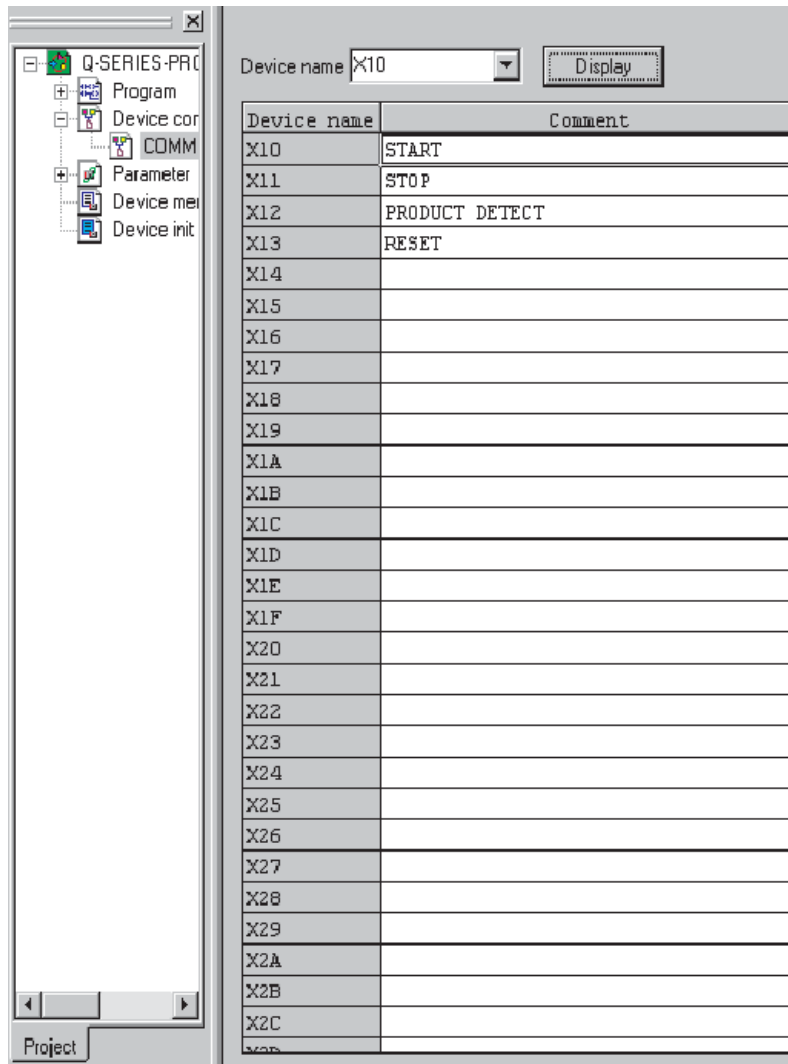 Q-SERIES-PRO
Program
Device com
COMM
Parameter
Device mem
Device init
Project
Device name X10 Display
Device name Comment
X10 START
X11 STOP
X12 PRODUCT DETECT
X13 RESET
X14
X15
X16
X17
X18
X19
X1A
X1B
X1C
X1D
X1E
X1F
X20
X21
X22
X23
X24
X25
X26
X27
X28
X29
X2A
X2B
X2C